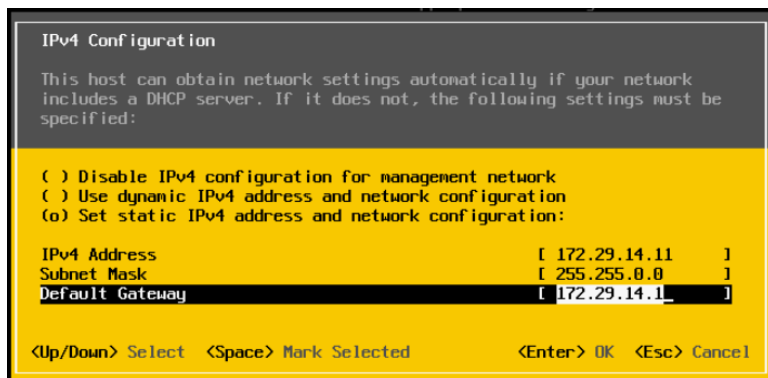 IPv4 Configuration
This host can obtain network settings automatically if your network
includes a DHCP server. If it does not, the following settings must be
specified:
( ) Disable IPv4 configuration for management network
( ) Use dynamic IPv4 address and network configuration
(o) Set static IPv4 address and network configuration:
IPv4 Address [ 172.29.14.11 ]
Subnet Mask [ 255.255.0.0 ]
Default Gateway [ 172.29.14.1_ ]
<Up/Down> Select <Space> Mark Selected <Enter> OK <Esc> Cancel